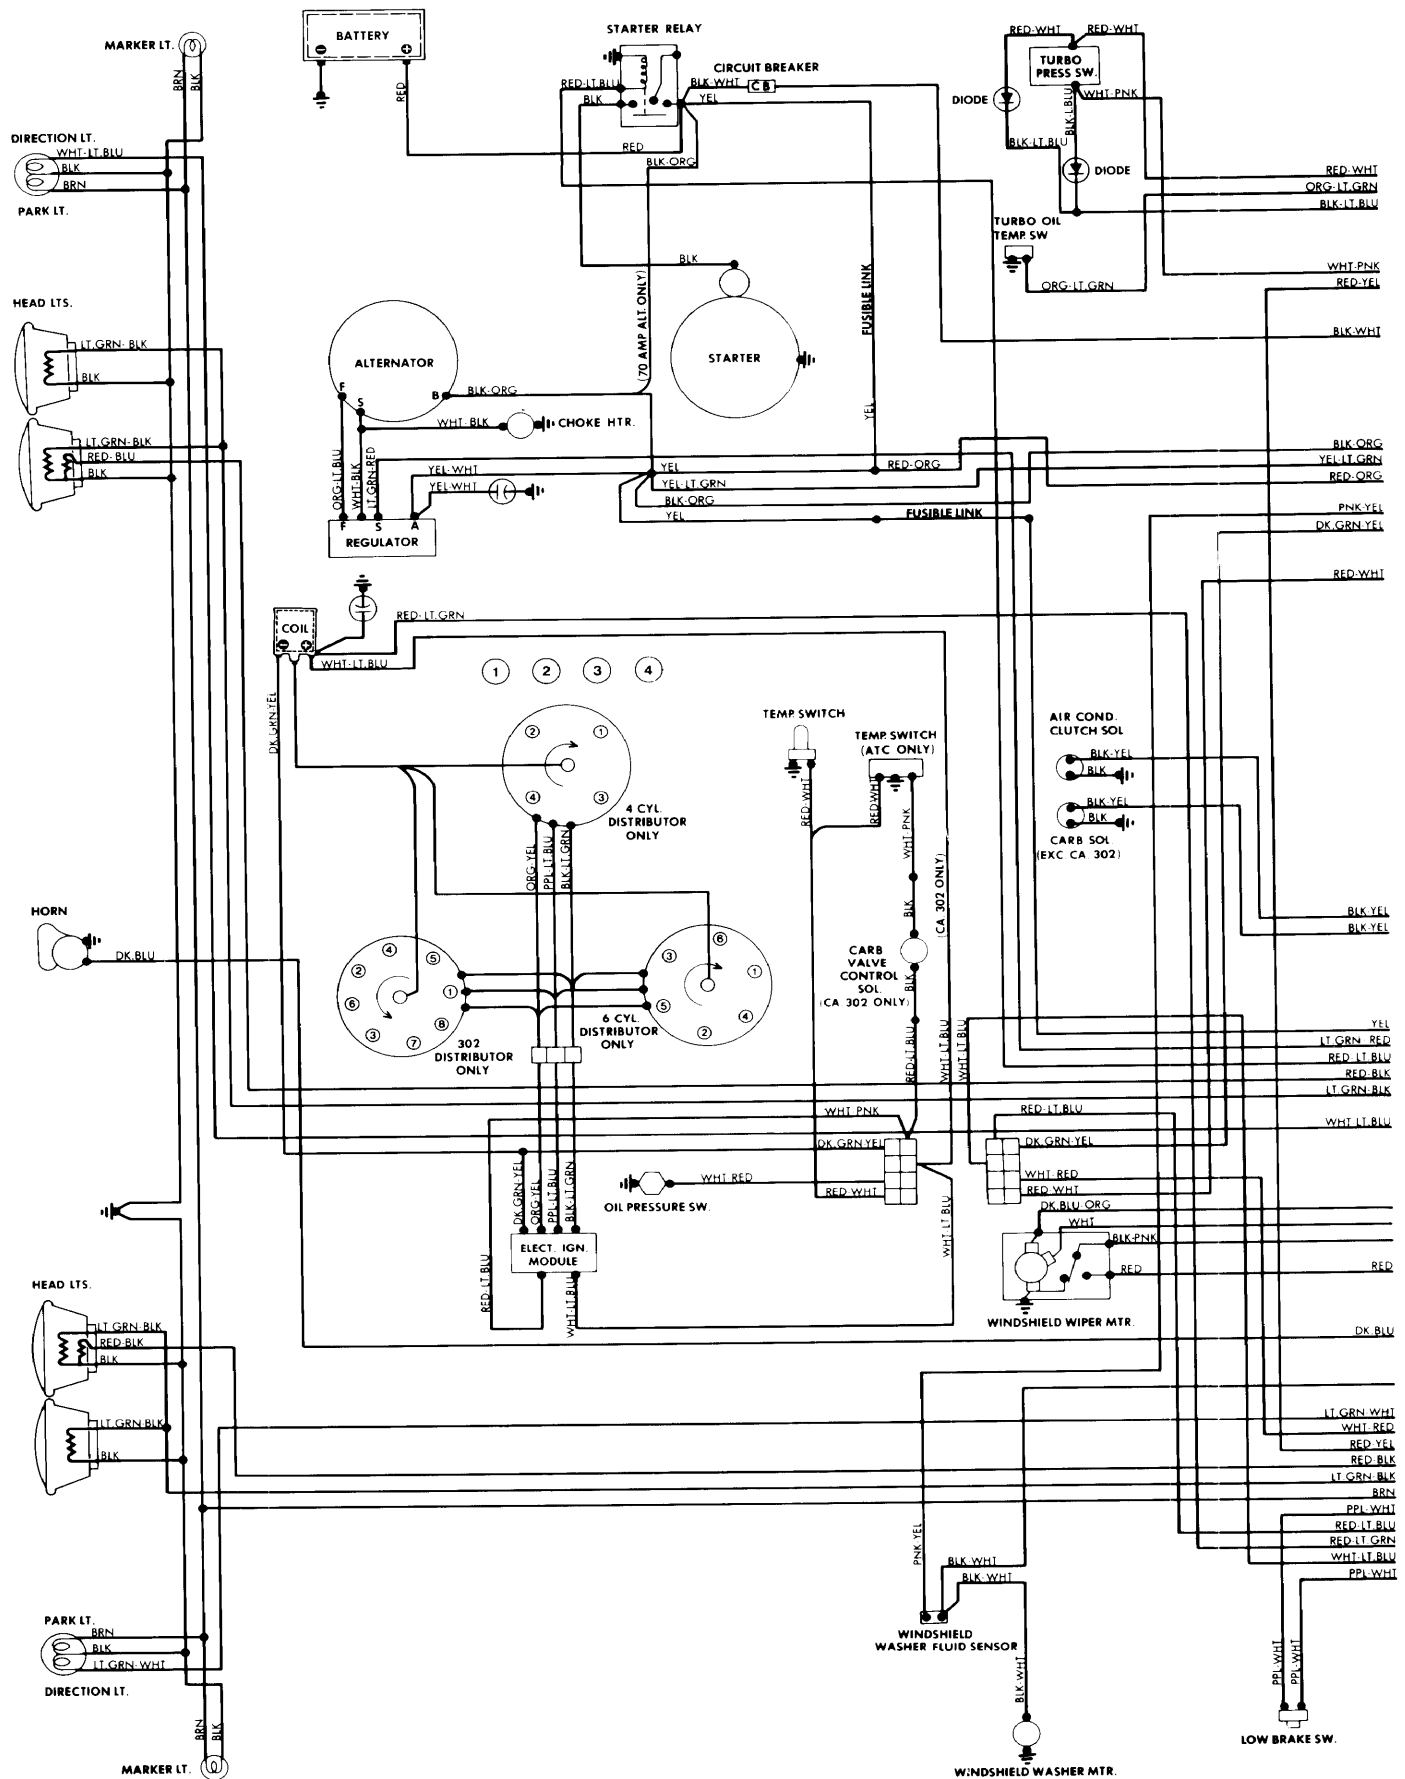 MARKER LT.
BRN
BLK
BATTERY
RED
STARTER RELAY
RED-LT.BLU
BLK
CIRCUIT BREAKER
BLK-WHT
C B
YEL
RED
BLK-ORG
RED-WHT
RED-WHT
TURBO
PRESS SW.
DIODE
WHT-PNK
BLK-L.BLU
BLK-LT.BLU
DIODE
RED-WHT
ORG-LT.GRN
BLK-LT.BLU
DIRECTION LT.
WHT-LT.BLU
BLK
BRN
PARK LT.
TURBO OIL
TEMP. SW
ORG-LT.GRN
WHT-PNK
RED-YEL
BLK-WHT
BLK
(70 AMP ALT. ONLY)
FUSIBLE LINK
YEL
STARTER
HEAD LTS.
LT.GRN-BLK
BLK
LT.GRN-BLK
RED-BLU
BLK
ALTERNATOR
F
S
B
BLK-ORG
WHT-BLK
CHOKE HTR.
ORG-LT.BLU
WHT-BLK
LT.GRN-RED
YEL-WHT
YEL-WHT
YEL
YEL-LT GRN
BLK-ORG
YEL
RED-ORG
FUSIBLE LINK
F
S
A
REGULATOR
BLK-ORG
YEL-LT GRN
RED-ORG
PNK-YEL
DK.GRN-YEL
RED-WHT
COIL
RED-LT.GRN
WHT-LT.BLU
DK.GRN-YEL
1
2
3
4
2
1
4
3
4 CYL.
DISTRIBUTOR
ONLY
ORG-YEL
PPL-LT.BLU
BLK-LT.GRN
TEMP. SWITCH
TEMP. SWITCH
(ATC ONLY)
RED-WHT
RED-WHT
WHT-PNK
BLK
(CA 302 ONLY)
CARB
VALVE
CONTROL
SOL.
(CA 302 ONLY)
BLK
RED-LT.BLU
WHT-LT.BLU
WHT-LT BLU
AIR COND.
CLUTCH SOL
BLK-YEL
BLK
BLK-YEL
BLK
CARB SOL.
(EXC. CA. 302)
BLK-YEL
BLK-YEL
HORN
DK.BLU
4
5
2
1
6
8
3
7
302
DISTRIBUTOR
ONLY
6
3
1
5
4
2
6 CYL.
DISTRIBUTOR
ONLY
YEL
LT.GRN RED
RED-LT BLU
RED-BLK
LT.GRN-BLK
WHT LT.BLU
WHT PNK
DK.GRN-YEL
RED-WHT
RED-LT.BLU
DK.GRN-YEL
WHT-RED
RED WHT
WHT RED
OIL PRESSURE SW.
DK GRN-YEL
ORG-YEL
PPL-LT.BLU
BLK-LT.GRN
ELECT. IGN.
MODULE
RED-LT.BLU
WHT-LT.BLU
WHT-LT BLU
DK.BLU ORG
WHT
BLK-PNK
RED
RED
WINDSHIELD WIPER MTR.
DK BLU
HEAD LTS.
LT GRN-BLK
RED-BLK
BLK
LT.GRN-BLK
BLK
LT.GRN WHT
WHT-RED
RED YEL
RED-BLK
LT GRN-BLK
BRN
PPL-WHT
RED-LT.BLU
RED-LT GRN
WHT-LT.BLU
PPL-WHT
PNK YEL
BLK-WHT
BLK-WHT
WINDSHIELD
WASHER FLUID SENSOR
BLK-WHT
WINDSHIELD WASHER MTR.
PPL-WHT
PPL-WHT
LOW BRAKE SW.
PARK LT.
BRN
BLK
LT.GRN-WHT
DIRECTION LT.
BRN
BLK
MARKER LT.